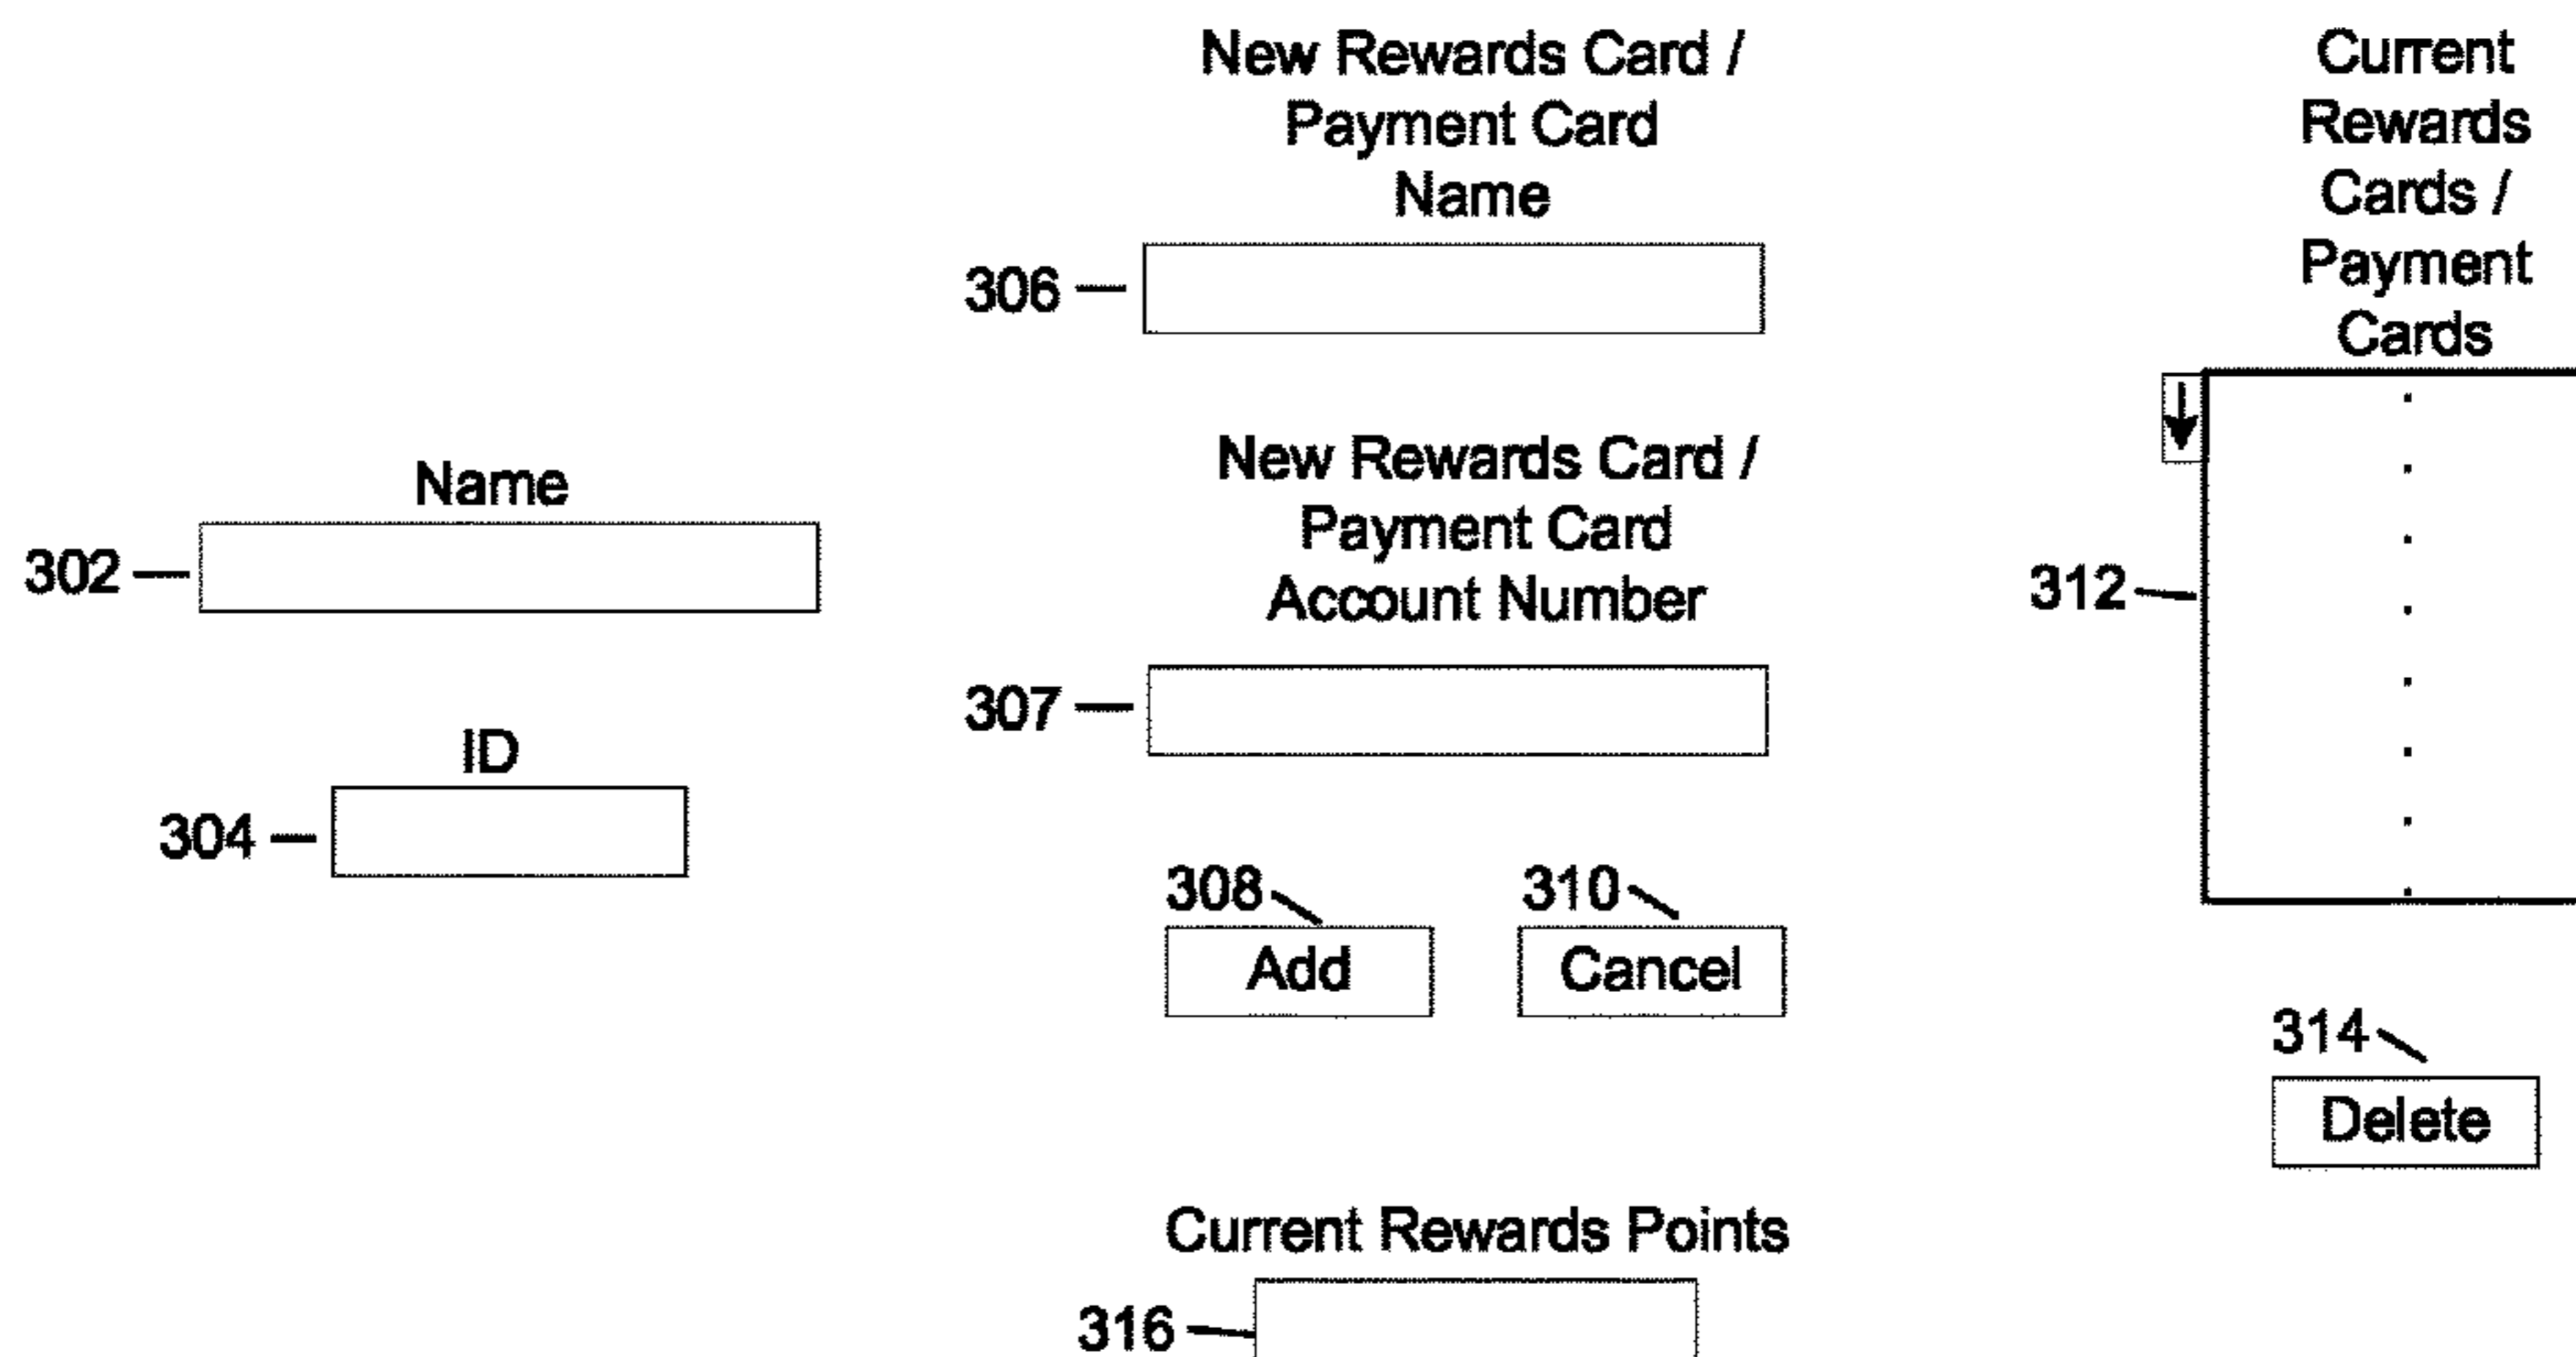 Name
302
ID
304
New Rewards Card /
Payment Card
Name
306
New Rewards Card /
Payment Card
Account Number
307
308
310
Add
Cancel
Current Rewards Points
316
Current
Rewards
Cards /
Payment
Cards
312
314
Delete